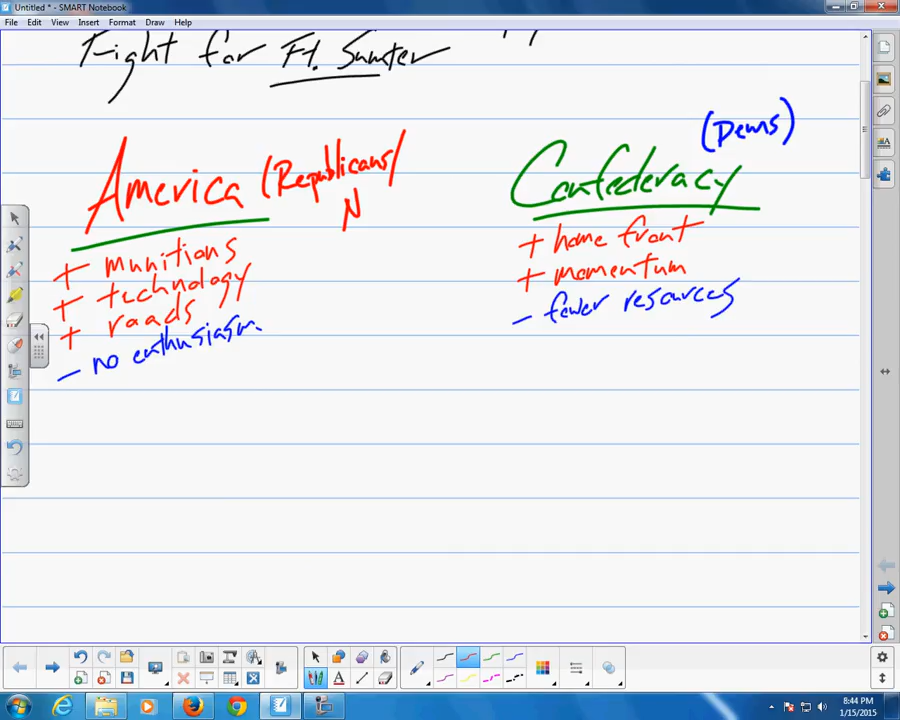 Untitled * - SMART Notebook
File Edit View Insert Format Draw Help
Fight for Ft. Sumter
America (Republicans/
N
+ munitions
+ technology
+ roads
- no enthusiasm.
(Dems)
Confederacy
+ home front
+ momentum
- fewer resources
8:44 PM
1/15/2015